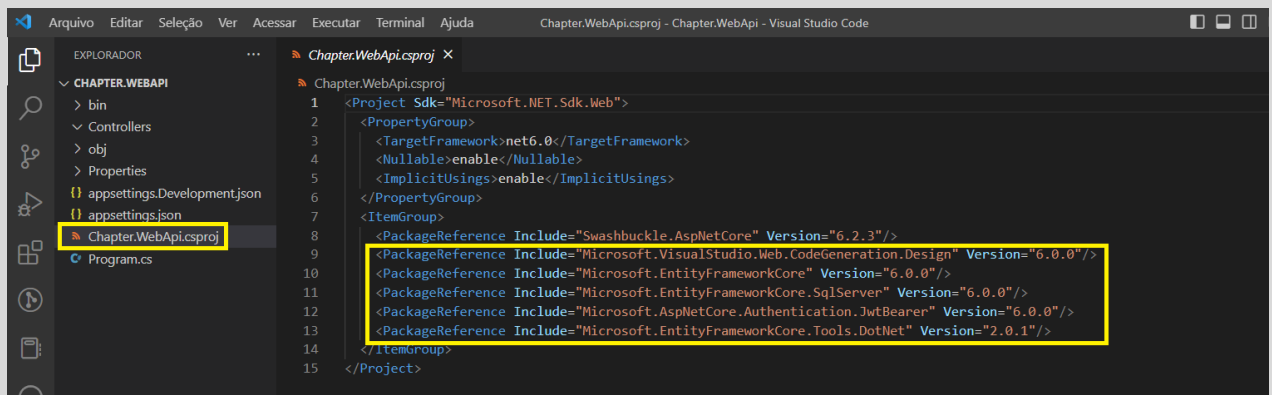 Arquivo Editar Seleção Ver Acessar Executar Terminal Ajuda Chapter.WebApi.csproj - Chapter.WebApi - Visual Studio Code
EXPLORADOR ...
CHAPTER.WEBAPI
bin
Controllers
obj
Properties
{} appsettings.Development.json
{} appsettings.json
Chapter.WebApi.csproj
C# Program.cs
Chapter.WebApi.csproj ×
Chapter.WebApi.csproj
1 <Project Sdk="Microsoft.NET.Sdk.Web">
2 <PropertyGroup>
3 <TargetFramework>net6.0</TargetFramework>
4 <Nullable>enable</Nullable>
5 <ImplicitUsings>enable</ImplicitUsings>
6 </PropertyGroup>
7 <ItemGroup>
8 <PackageReference Include="Swashbuckle.AspNetCore" Version="6.2.3"/>
9 <PackageReference Include="Microsoft.VisualStudio.Web.CodeGeneration.Design" Version="6.0.0"/>
10 <PackageReference Include="Microsoft.EntityFrameworkCore" Version="6.0.0"/>
11 <PackageReference Include="Microsoft.EntityFrameworkCore.SqlServer" Version="6.0.0"/>
12 <PackageReference Include="Microsoft.AspNetCore.Authentication.JwtBearer" Version="6.0.0"/>
13 <PackageReference Include="Microsoft.EntityFrameworkCore.Tools.DotNet" Version="2.0.1"/>
14 </ItemGroup>
15 </Project>